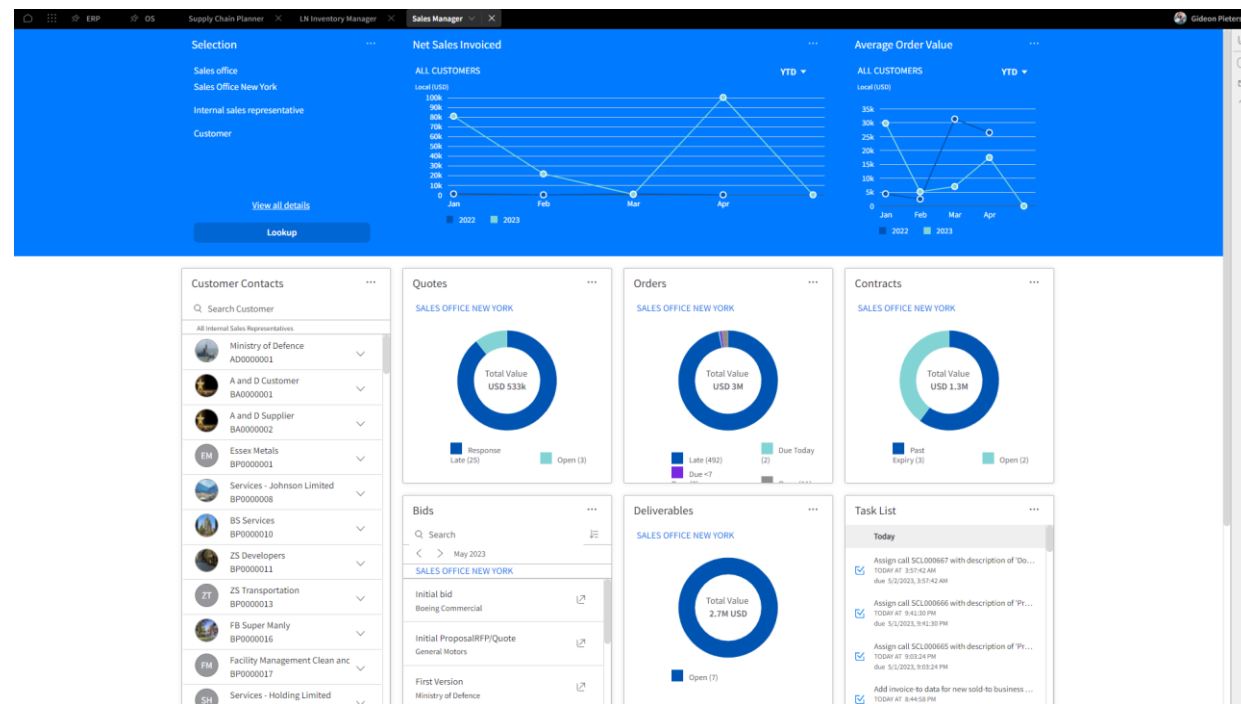 ERP
OS
Supply Chain Planner
LN Inventory Manager
Sales Manager
Gideon
Selection
Sales office
Sales Office New York
Internal sales representative
Customer
View all details
Lookup
Net Sales Invoiced
ALL CUSTOMERS
YTD
Local (USD)
100k
90k
80k
70k
60k
50k
40k
30k
20k
10k
0
Jan Feb Mar Apr
2022 2023
Average Order Value
ALL CUSTOMERS
YTD
Local (USD)
35k
30k
25k
20k
15k
10k
5k
0
Jan Feb Mar Apr
2022 2023
Customer Contacts
Search Customer
All Internal Sales Representatives
Ministry of Defence
AD0000001
A and D Customer
BA0000001
A and D Supplier
BA0000002
EM
Essex Metals
BP0000001
Services - Johnson Limited
BP0000008
BS Services
BP0000010
ZS Developers
BP0000011
ZT
ZS Transportation
BP0000013
FB Super Manly
BP0000016
FM
Facility Management Clean anc
BP0000017
SH
Services - Holding Limited
Quotes
SALES OFFICE NEW YORK
Total Value
USD 533k
Response
Late (25)
Open (3)
Orders
SALES OFFICE NEW YORK
Total Value
USD 3M
Late (492)
Due Today
(2)
Due <7
Contracts
SALES OFFICE NEW YORK
Total Value
USD 1.3M
Past
Expiry (3)
Open (2)
Bids
Search
May 2023
SALES OFFICE NEW YORK
Initial bid
Boeing Commercial
Initial ProposalRFP/Quote
General Motors
First Version
Ministry of Defence
Deliverables
SALES OFFICE NEW YORK
Total Value
2.7M USD
Open (7)
Task List
Today
Assign call SCL000667 with description of 'Do...
TODAY AT 3:57:42 AM
due 5/2/2023, 3:57:42 AM
Assign call SCL000666 with description of 'Pr...
TODAY AT 9:41:30 PM
due 5/1/2023, 9:41:30 PM
Assign call SCL000665 with description of 'Pr...
TODAY AT 9:03:24 PM
due 5/1/2023, 9:03:24 PM
Add invoice-to data for new sold-to business ...
TODAY AT 8:44:58 PM